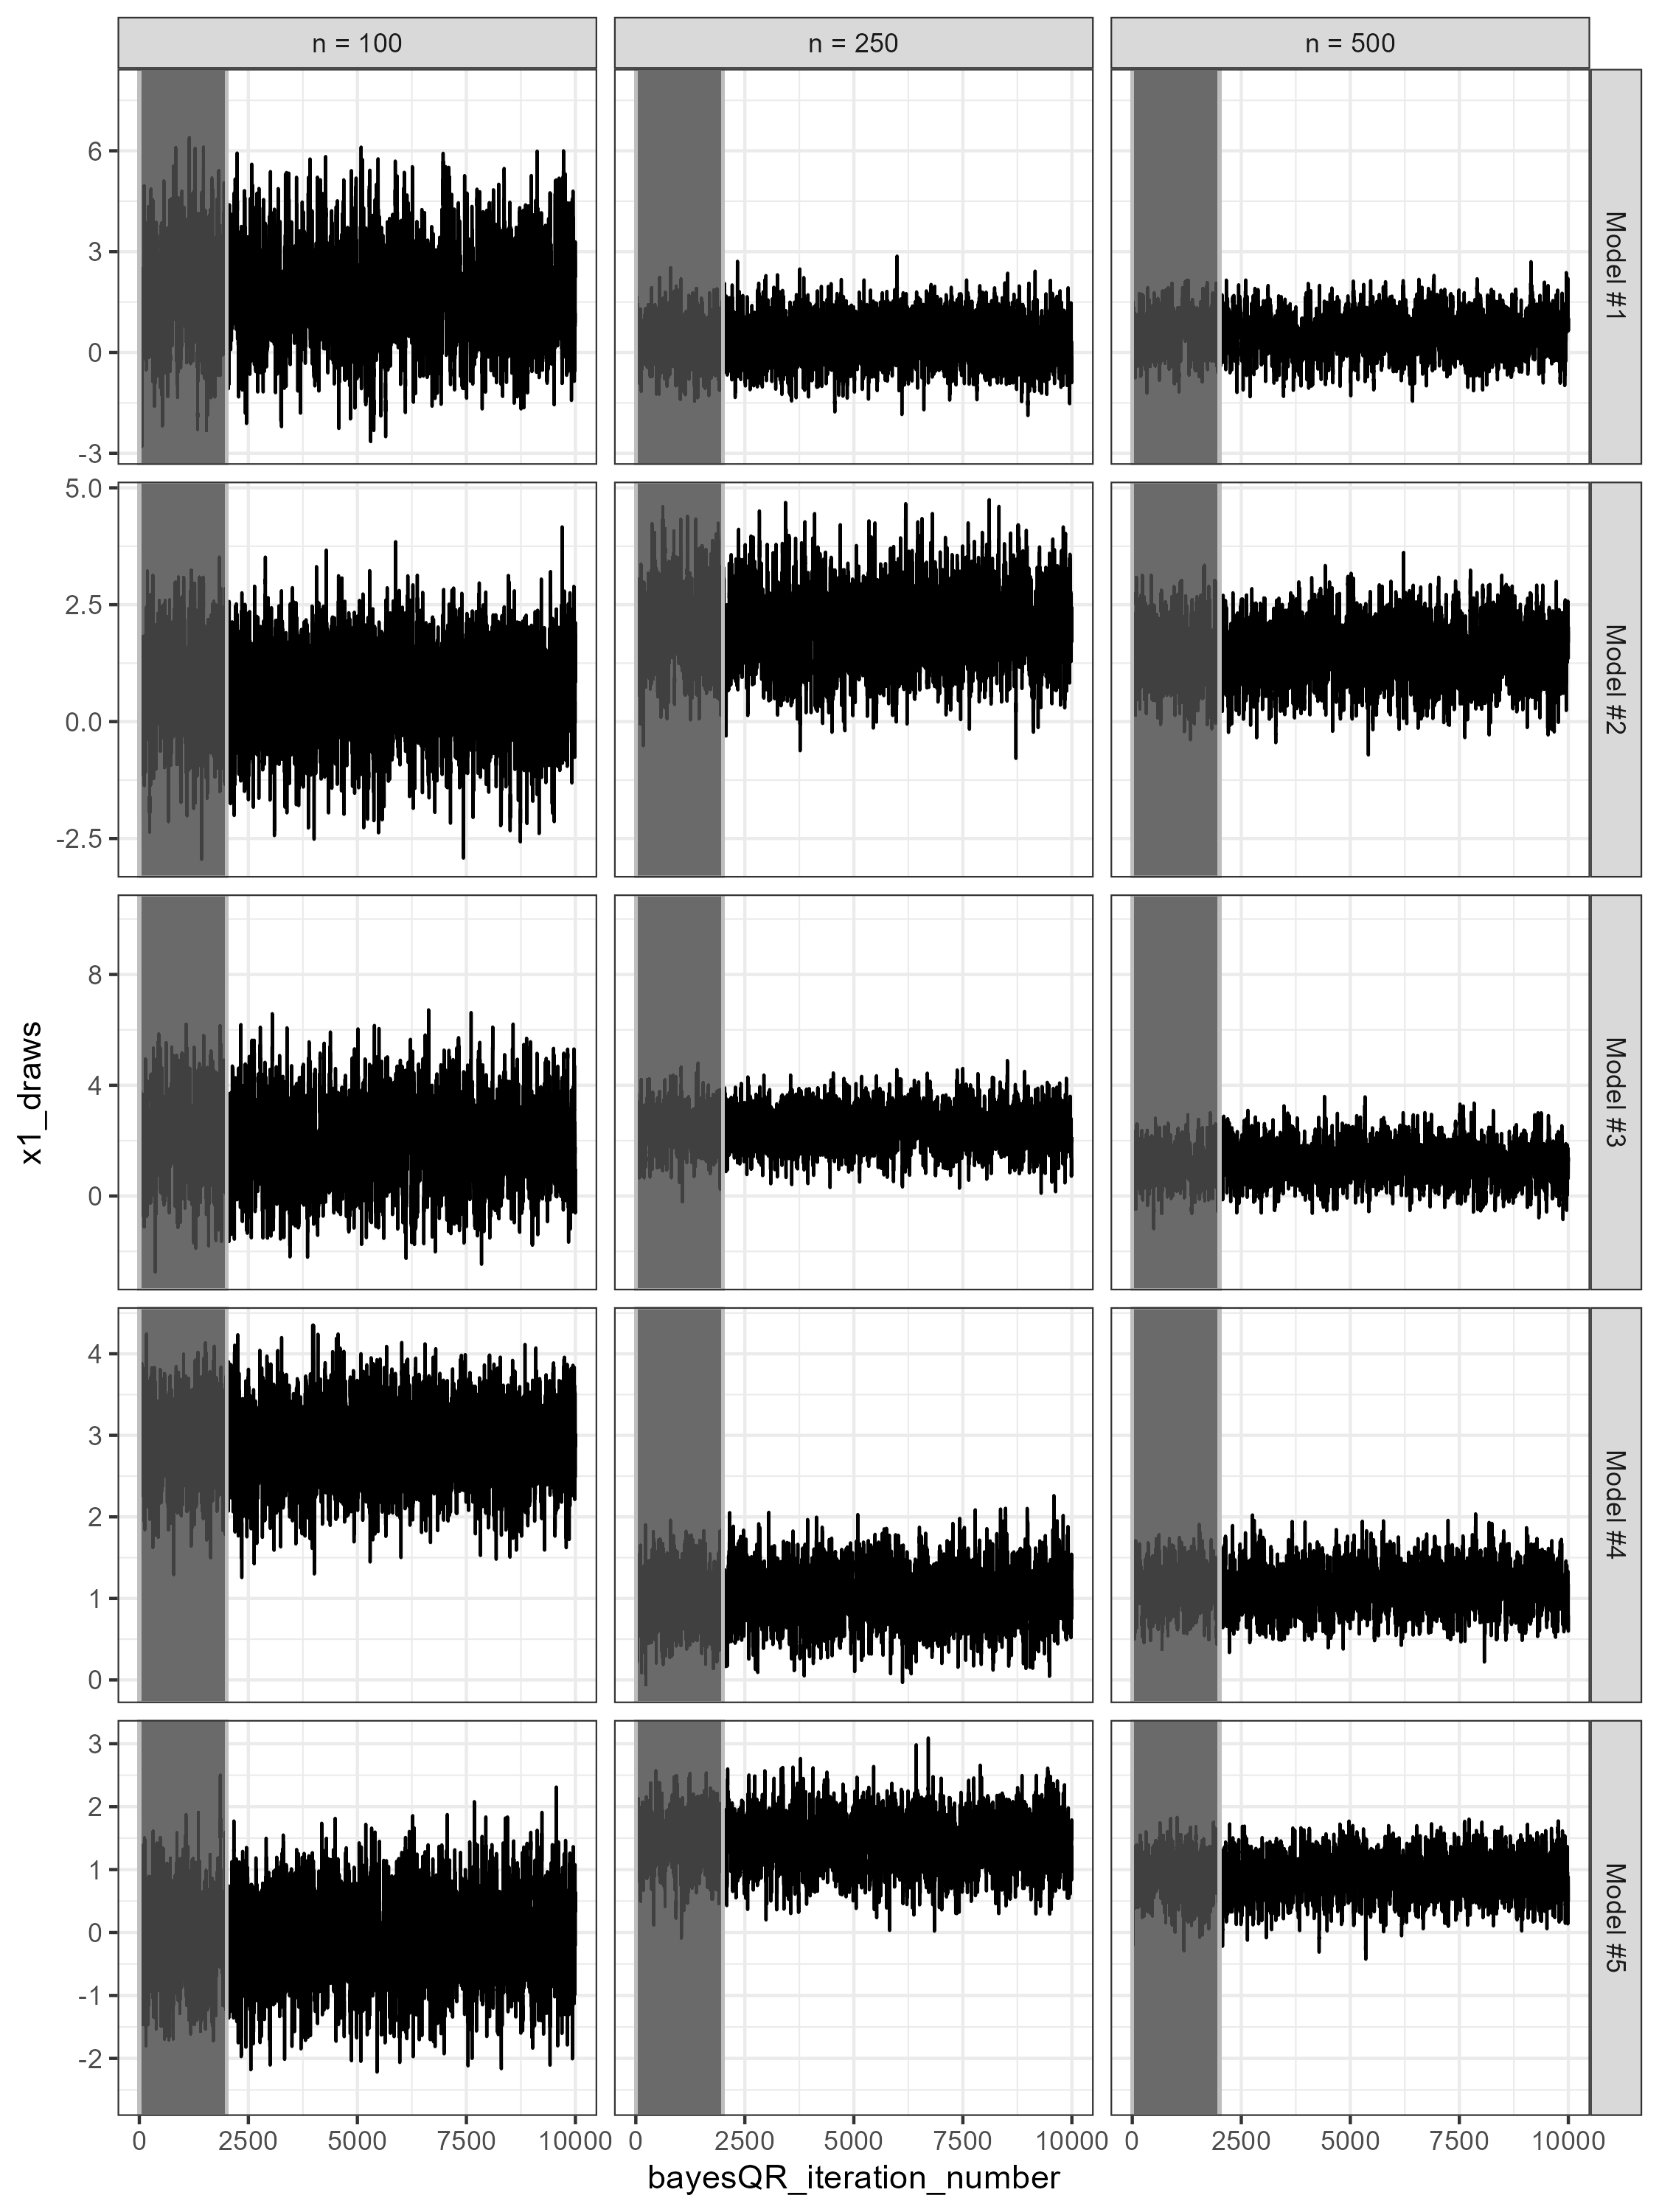 n = 100
n = 250
n = 500
6
3
0
-3
Model #1
5.0
2.5
0.0
-2.5
Model #2
x1_draws
8
4
0
Model #3
4
3
2
1
0
Model #4
3
2
1
0
-1
-2
Model #5
0 2500 5000 7500 10000
0 2500 5000 7500 10000
0 2500 5000 7500 10000
bayesQR_iteration_number